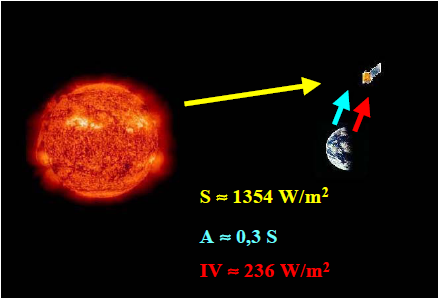 S ≈ 1354 W/m²
A ≈ 0,3 S
IV ≈ 236 W/m²